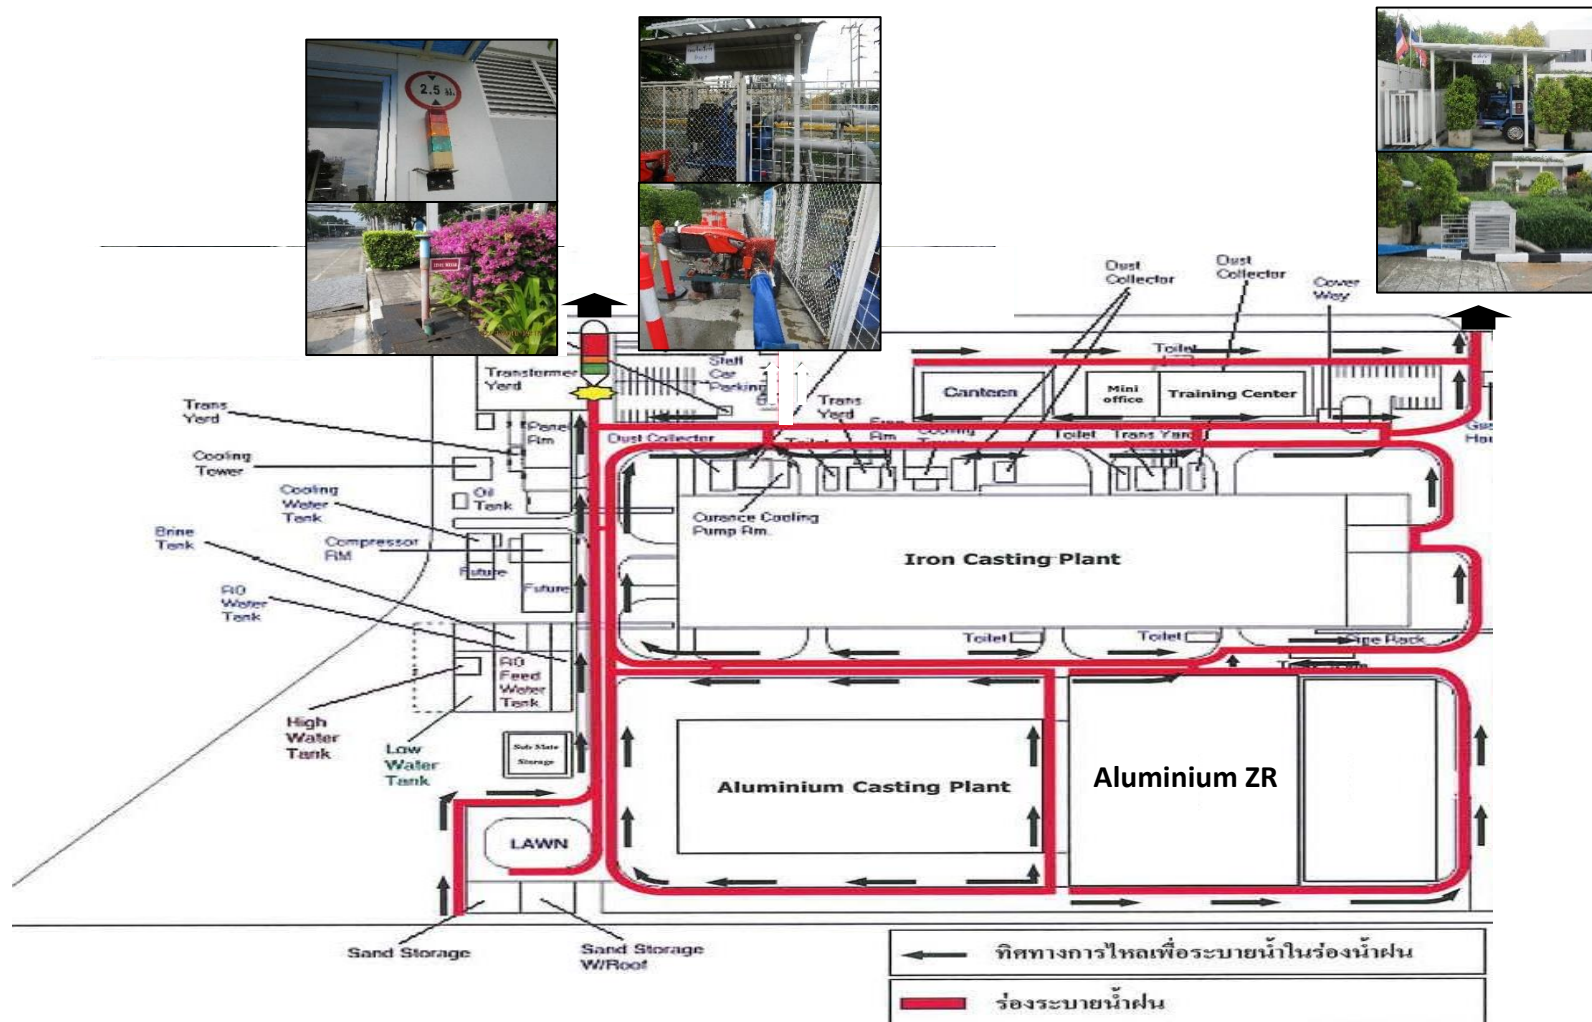 2.5 ม.
Dust
Collector
Dust
Collector
Cover
Way
Toilet
Transformer
Yard
Staff
Car
Parking
Canteen
Mini
office
Training Center
Trans
Yard
Trans
Yard
Panel
Rm
Dust Collector
Toilet
Toilet
Trans Yard
Cooling
Tower
Oil
Tank
Cooling
Water
Tank
Curance Cooling
Pump Rm.
Brine
Tank
Compressor
RM
Iron Casting Plant
Future
Future
RO
Water
Tank
Toilet
Toilet
Pipe Rack
RO
Feed
Water
Tank
High
Water
Tank
Low
Water
Tank
Sub Mate
Storage
Aluminium Casting Plant
Aluminium ZR
LAWN
Sand Storage
Sand Storage
W/Roof
ทิศทางการไหลเพื่อระบายน้ำในร่องน้ำฝน
ร่องระบายน้ำฝน